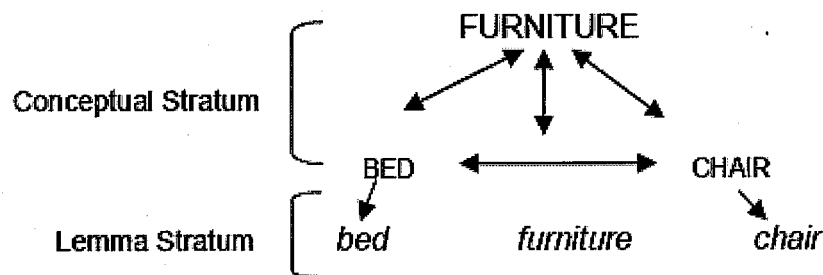 FURNITURE
Conceptual Stratum
BED CHAIR
Lemma Stratum bed furniture chair